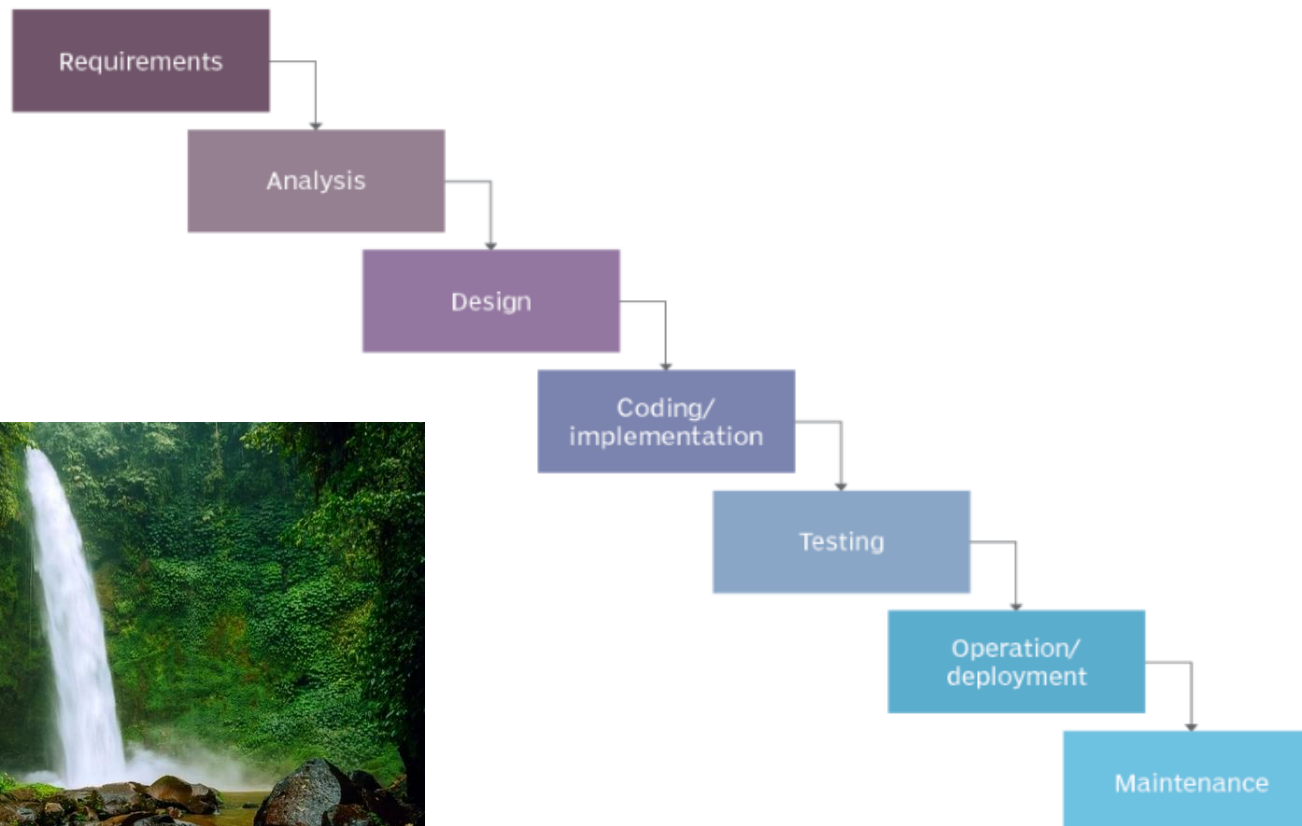 Requirements
Analysis
Design
Coding/
implementation
Testing
Operation/
deployment
Maintenance